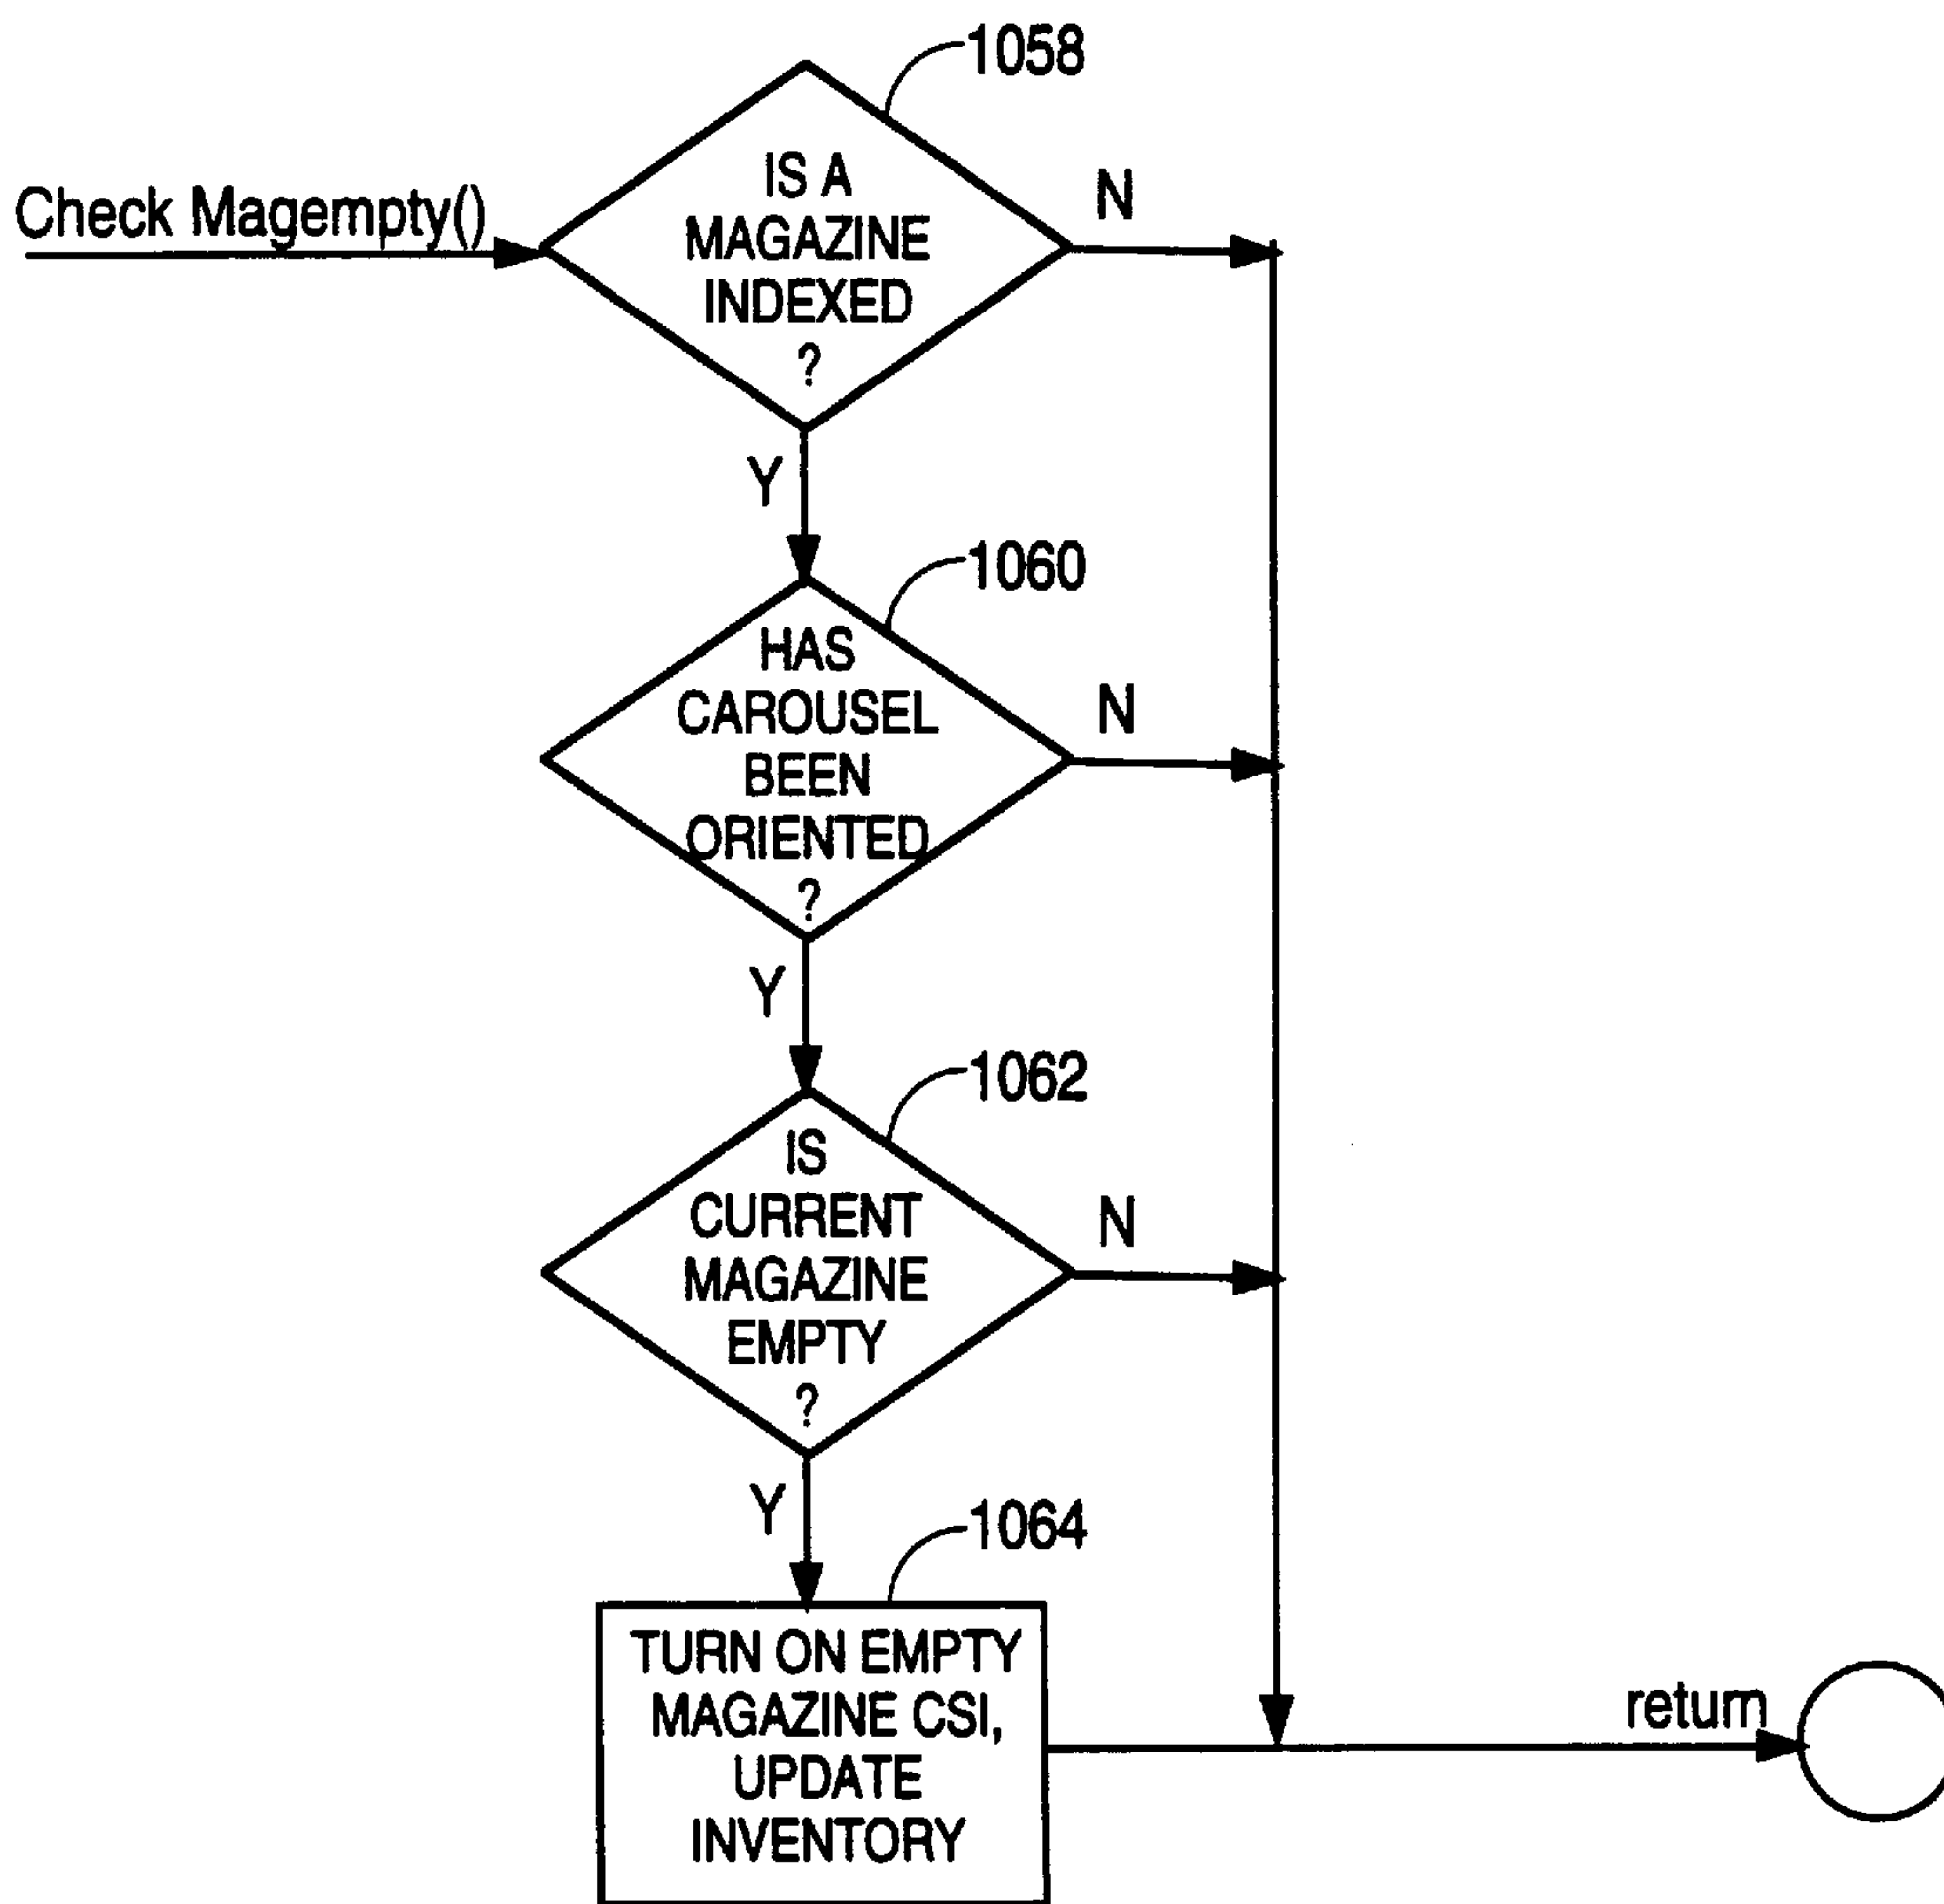 1058
IS A
MAGAZINE
INDEXED
?
Check Magempty()
N
Y
1060
HAS
CAROUSEL
BEEN
ORIENTED
?
N
Y
1062
IS
CURRENT
MAGAZINE
EMPTY
?
N
Y
1064
TURN ON EMPTY
MAGAZINE CSI,
UPDATE
INVENTORY
return